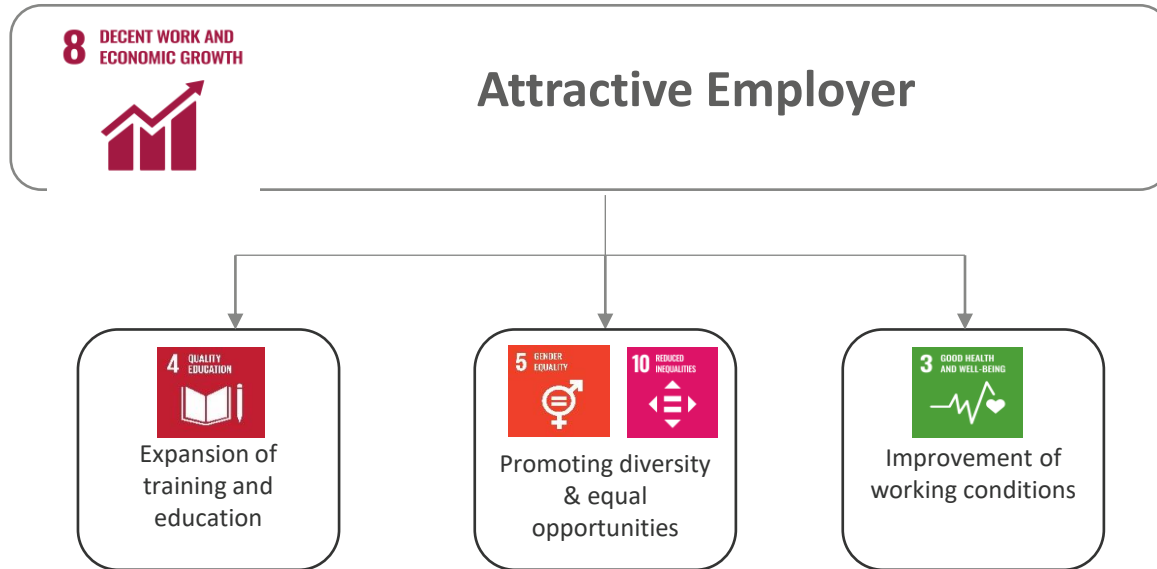 8 DECENT WORK AND
ECONOMIC GROWTH
Attractive Employer
4 QUALITY
EDUCATION
Expansion of
training and
education
5 GENDER
EQUALITY
10 REDUCED
INEQUALITIES
Promoting diversity
& equal
opportunities
3 GOOD HEALTH
AND WELL-BEING
Improvement of
working conditions